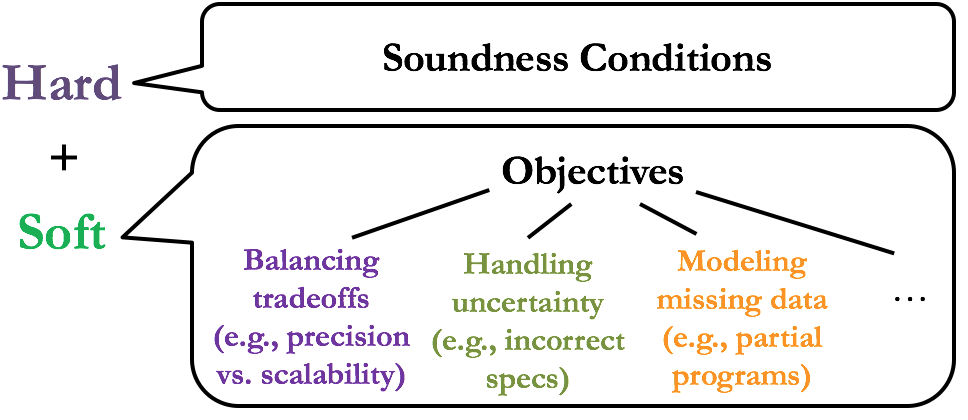 Hard
Soundness Conditions
+
Soft
Objectives
Balancing
tradeoffs
(e.g., precision
vs. scalability)
Handling
uncertainty
(e.g., incorrect
specs)
Modeling
missing data
(e.g., partial
programs)
...